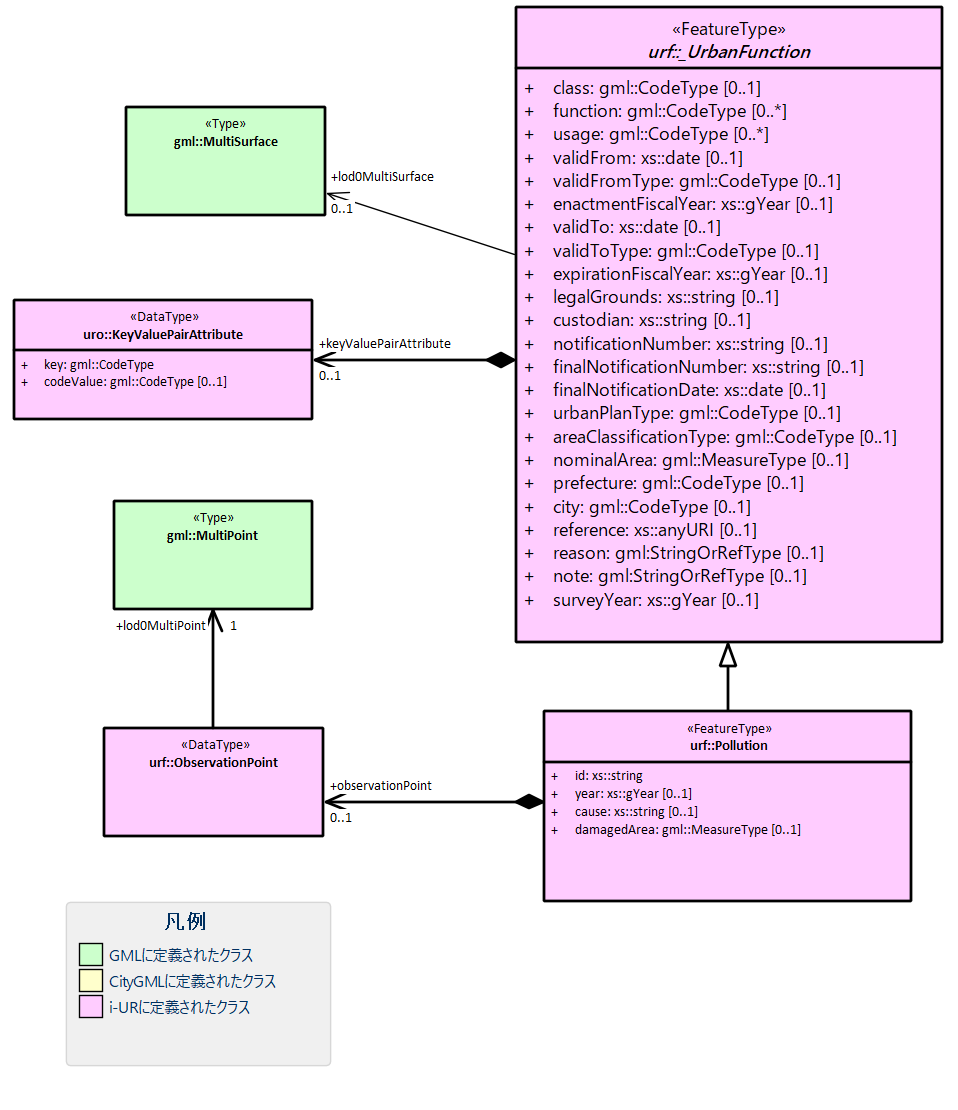 «FeatureType»
urf::_UrbanFunction
+ class: gml::CodeType [0..1]
+ function: gml::CodeType [0..*]
+ usage: gml::CodeType [0..*]
+ validFrom: xs::date [0..1]
+ validFromType: gml::CodeType [0..1]
+ enactmentFiscalYear: xs::gYear [0..1]
+ validTo: xs::date [0..1]
+ validToType: gml::CodeType [0..1]
+ expirationFiscalYear: xs::gYear [0..1]
+ legalGrounds: xs::string [0..1]
+ custodian: xs::string [0..1]
+ notificationNumber: xs::string [0..1]
+ finalNotificationNumber: xs::string [0..1]
+ finalNotificationDate: xs::date [0..1]
+ urbanPlanType: gml::CodeType [0..1]
+ areaClassificationType: gml::CodeType [0..1]
+ nominalArea: gml::MeasureType [0..1]
+ prefecture: gml::CodeType [0..1]
+ city: gml::CodeType [0..1]
+ reference: xs::anyURI [0..1]
+ reason: gml:StringOrRefType [0..1]
+ note: gml:StringOrRefType [0..1]
+ surveyYear: xs::gYear [0..1]
«Type»
gml::MultiSurface
+lod0MultiSurface
0..1
«DataType»
uro::KeyValuePairAttribute
+ key: gml::CodeType
+ codeValue: gml::CodeType [0..1]
+keyValuePairAttribute
0..1
«Type»
gml::MultiPoint
+lod0MultiPoint 1
«DataType»
urf::ObservationPoint
+observationPoint
0..1
«FeatureType»
urf::Pollution
+ id: xs::string
+ year: xs::gYear [0..1]
+ cause: xs::string [0..1]
+ damagedArea: gml::MeasureType [0..1]
凡例
GMLに定義されたクラス
CityGMLに定義されたクラス
i-URに定義されたクラス